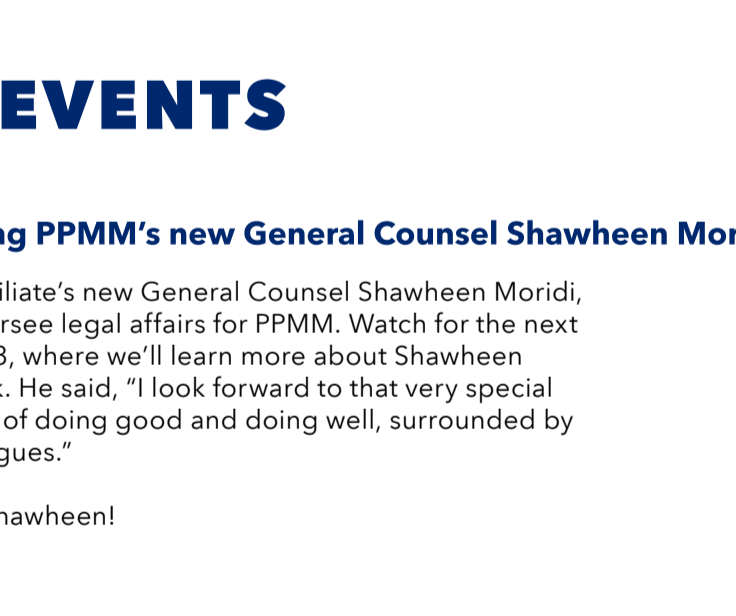 EVENTS
ng PPMM’s new General Counsel Shawheen Mor
iliate’s new General Counsel Shawheen Moridi,
rsee legal affairs for PPMM. Watch for the next
3, where we’ll learn more about Shawheen
. He said, “I look forward to that very special
of doing good and doing well, surrounded by
gues.”
hawheen!